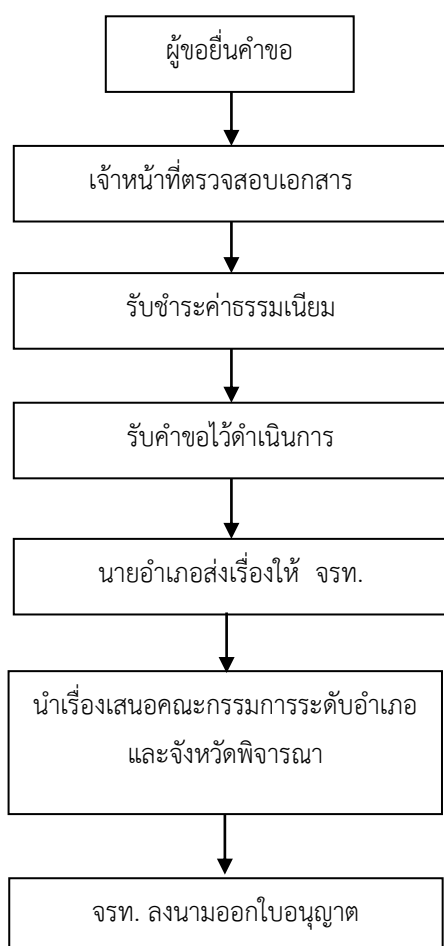 ผู้ขอยื่นคำขอ
เจ้าหน้าที่ตรวจสอบเอกสาร
รับชำระค่าธรรมเนียม
รับคำขอไว้ดำเนินการ
นายอำเภอส่งเรื่องให้ จรท.
นำเรื่องเสนอคณะกรรมการระดับอำเภอ
และจังหวัดพิจารณา
จรท. ลงนามออกใบอนุญาต